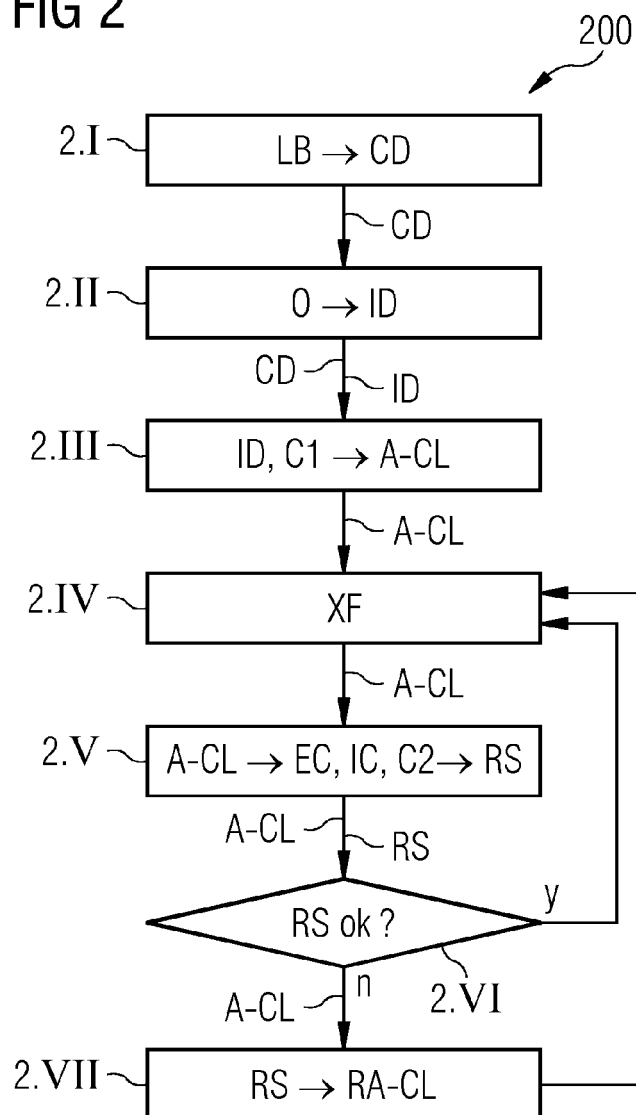 FIG 2
200
2.I
LB → CD
CD
2.II
O → ID
CD
ID
2.III
ID, C1 → A-CL
A-CL
2.IV
XF
A-CL
2.V
A-CL → EC, IC, C2 → RS
A-CL
RS
RS ok ?
y
n
2.VI
A-CL
2.VII
RS → RA-CL